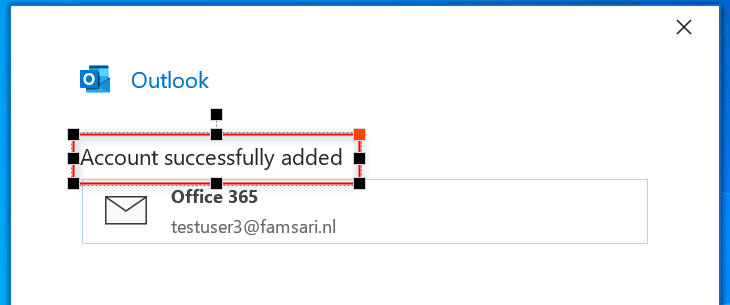 Outlook
Account successfully added
Office 365
testuser3@famsari.nl